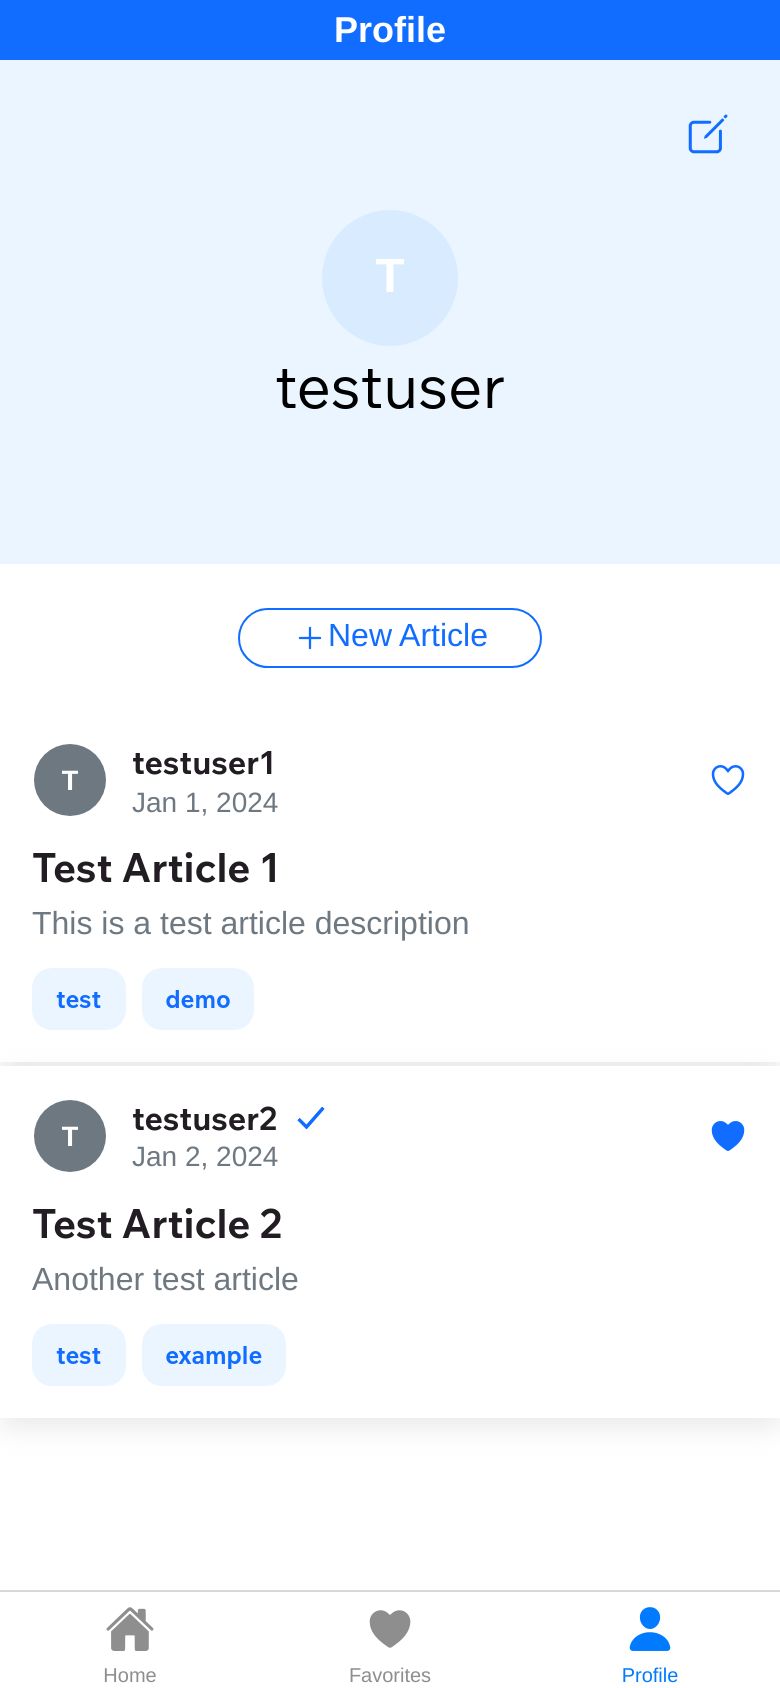 Profile
T
testuser
New Article
T
testuser1
Jan 1, 2024
Test Article 1
This is a test article description
test demo
T
testuser2
Jan 2, 2024
Test Article 2
Another test article
test example
Home Favorites Profile